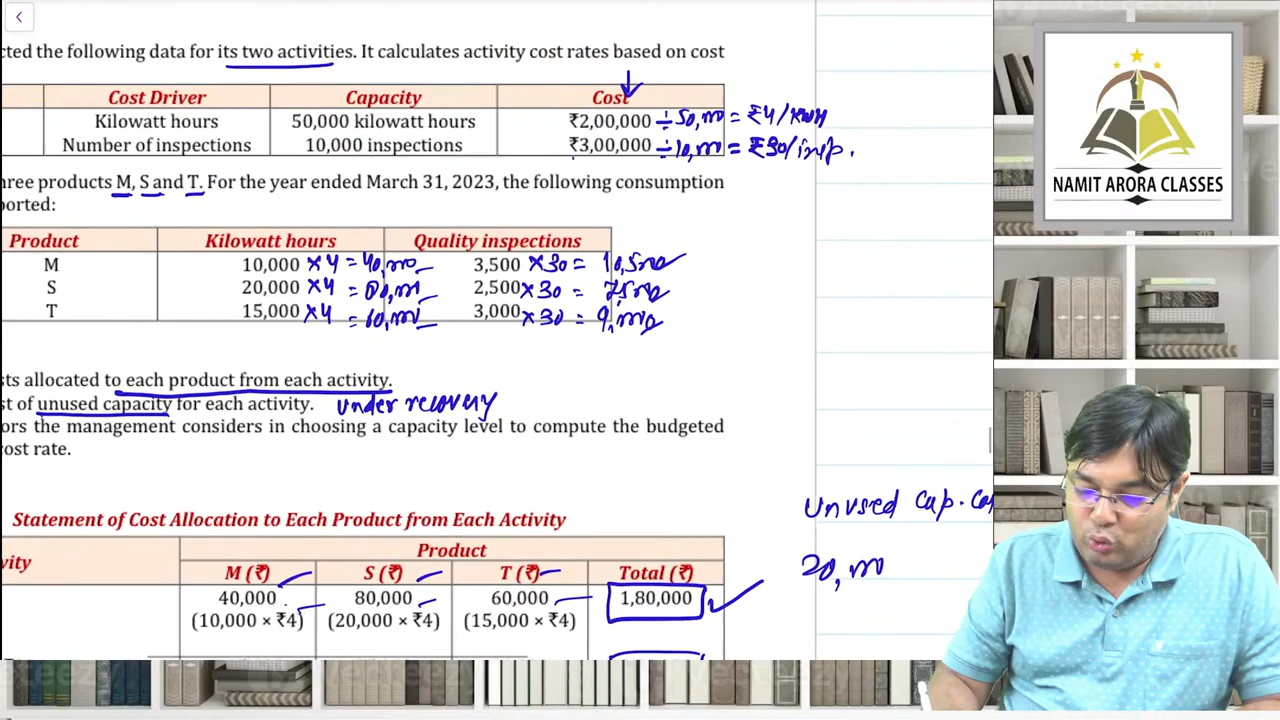 cted the following data for its two activities. It calculates activity cost rates based on cost
Cost Driver Capacity Cost
Kilowatt hours 50,000 kilowatt hours ₹2,00,000 ÷ 50,000 = ₹4/KWH
Number of inspections 10,000 inspections ₹3,00,000 ÷ 10,000 = ₹30/insp.
hree products M, S and T. For the year ended March 31, 2023, the following consumption
ported:
Product Kilowatt hours Quality inspections
M 10,000 ×4 = 40,000 3,500 ×30 = 1,05,000
S 20,000 ×4 = 80,000 2,500 ×30 = 75,000
T 15,000 ×4 = 60,000 3,000 ×30 = 90,000
sts allocated to each product from each activity.
st of unused capacity for each activity. under recovery
ors the management considers in choosing a capacity level to compute the budgeted
cost rate.
Unused cap. Cos
Statement of Cost Allocation to Each Product from Each Activity
vity Product
M (₹) S (₹) T (₹) Total (₹)
20,000
40,000 80,000 60,000 1,80,000
(10,000 × ₹4) (20,000 × ₹4) (15,000 × ₹4)
NAMIT ARORA CLASSES